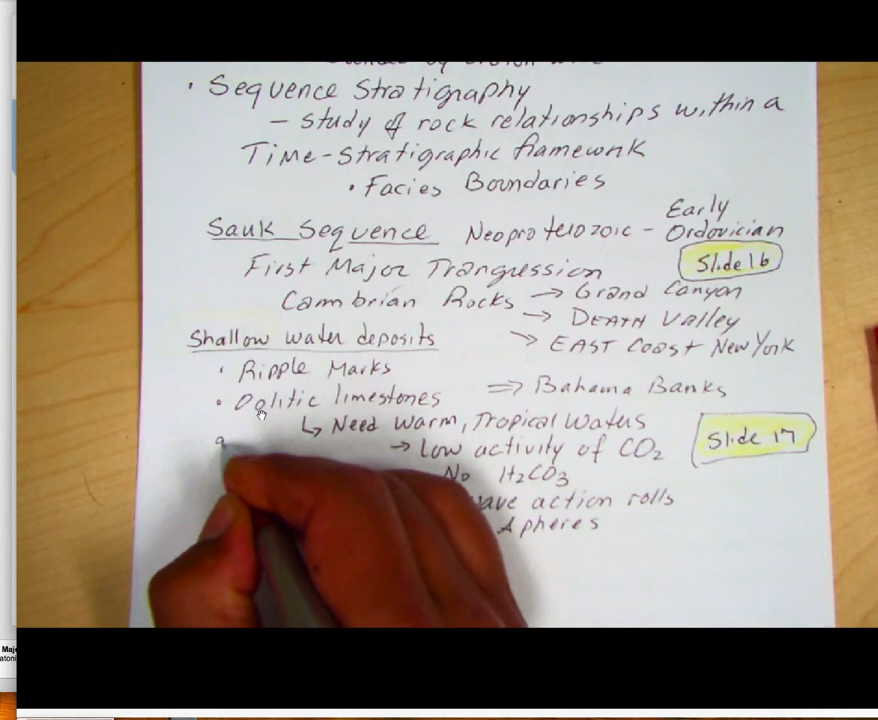 · Sequence Stratigraphy
- Study of rock relationships within a
Time-Stratigraphic framework
· Facies Boundaries
Sauk Sequence Neoproterozoic - Early Ordovician
Slide 16
First Major Trangression
Cambrian Rocks → Grand Canyon
→ DEATH Valley
→ EAST COAST New York
Shallow water deposits
· Ripple Marks
· Oolitic limestones ⇒ Bahama Banks
↳ Need Warm, Tropical Waters
→ Low activity of CO2
Slide 17
No H2CO3
wave action rolls
spheres
Maj